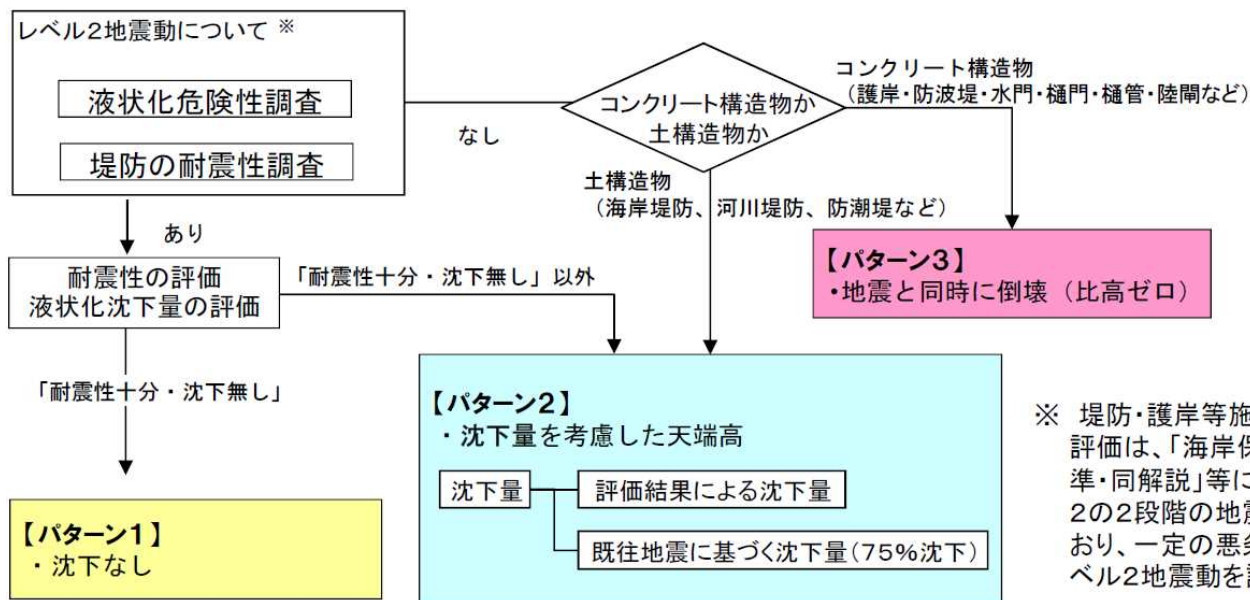 レベル2地震動について ※
液状化危険性調査
堤防の耐震性調査
なし
コンクリート構造物か
土構造物か
コンクリート構造物
（護岸・防波堤・水門・樋門・樋管・陸閘など）
土構造物
（海岸堤防、河川堤防、防潮堤など）
【パターン3】
・地震と同時に倒壊（比高ゼロ）
あり
耐震性の評価
液状化沈下量の評価
「耐震性十分・沈下無し」以外
「耐震性十分・沈下無し」
【パターン1】
・沈下なし
【パターン2】
・沈下量を考慮した天端高
沈下量
評価結果による沈下量
既往地震に基づく沈下量（75%沈下）
※ 堤防・護岸等施
評価は、「海岸保
準・同解説」等に
2の2段階の地震
おり、一定の悪条
ベル2地震動を